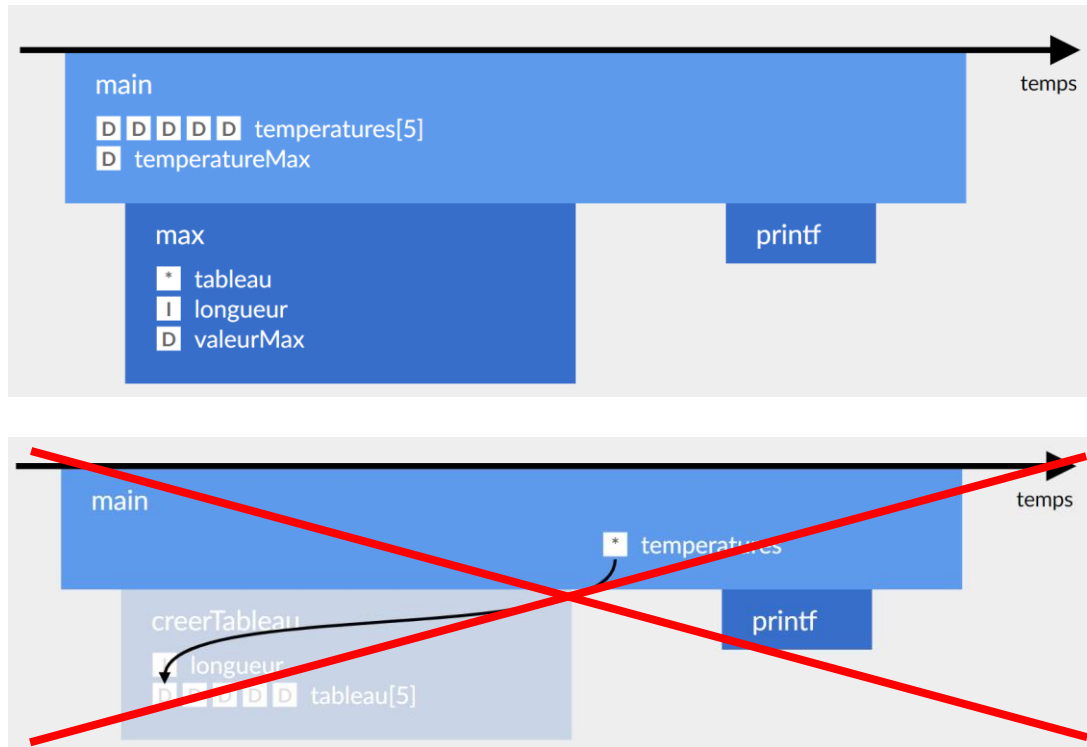 temps
main
D D D D D temperatures[5]
D temperatureMax
max
* tableau
I longueur
D valeurMax
printf
temps
main
* temperatures
creerTableau
longueur
D D D D D tableau[5]
printf